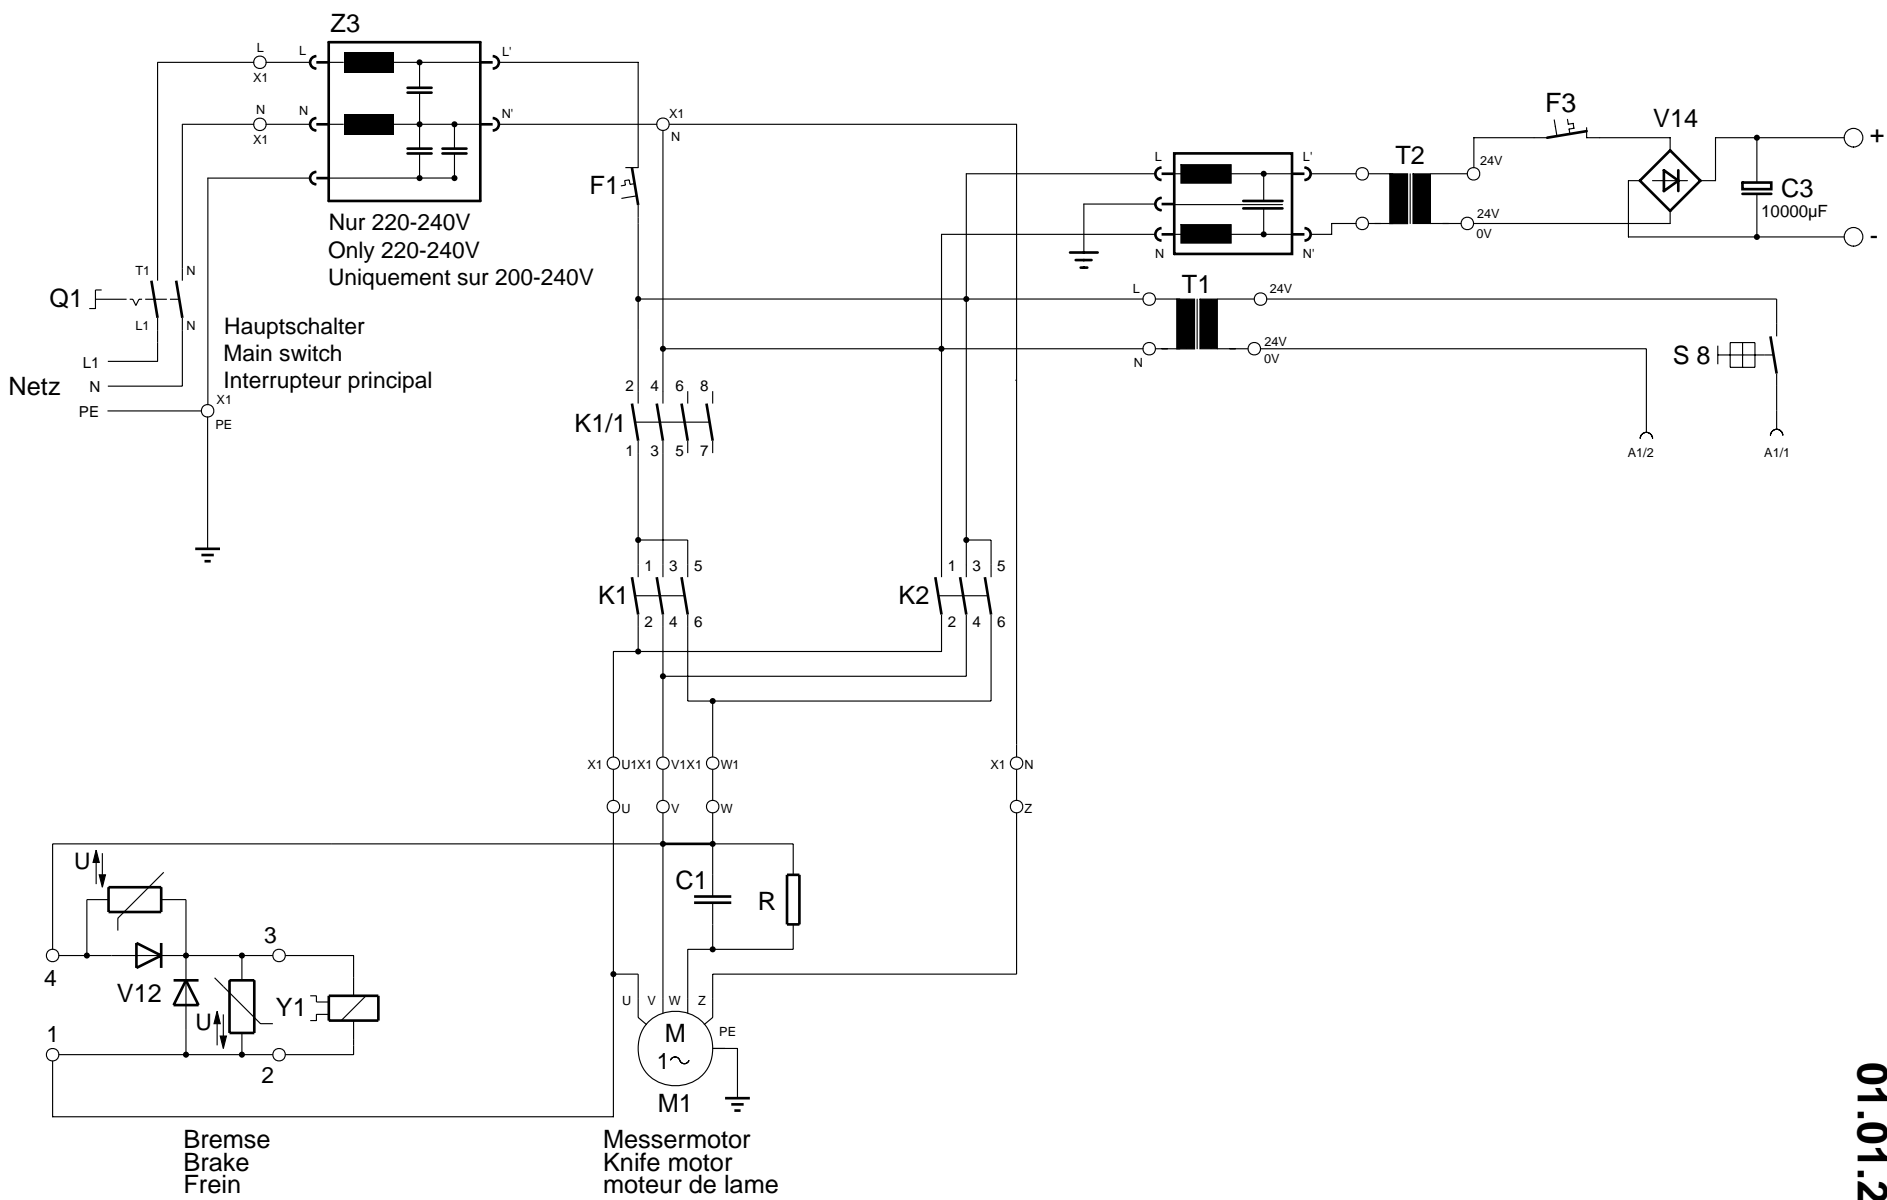 Z3
L
X1
L
L'
N
X1
N
N'
Nur 220-240V
Only 220-240V
Uniquement sur 200-240V
X1
N
F1
Q1
T1
N
L1
N
Hauptschalter
Main switch
Interrupteur principal
Netz
L1
N
PE
X1
PE
L
L'
N
N'
T2
24V
24V
0V
F3
V14
C3
10000µF
+
-
L
T1
24V
N
24V
0V
S 8
A1/2
A1/1
2 4 6 8
K1/1
1 3 5 7
1 3 5
K1
2 4 6
1 3 5
K2
2 4 6
X1 U1 X1 V1 X1 W1
X1 N
U V W
Z
C1
R
U
4
V12
3
U
Y1
1
2
U V W Z
M
1~
PE
M1
Bremse
Brake
Frein
Messermotor
Knife motor
moteur de lame
01.01.2